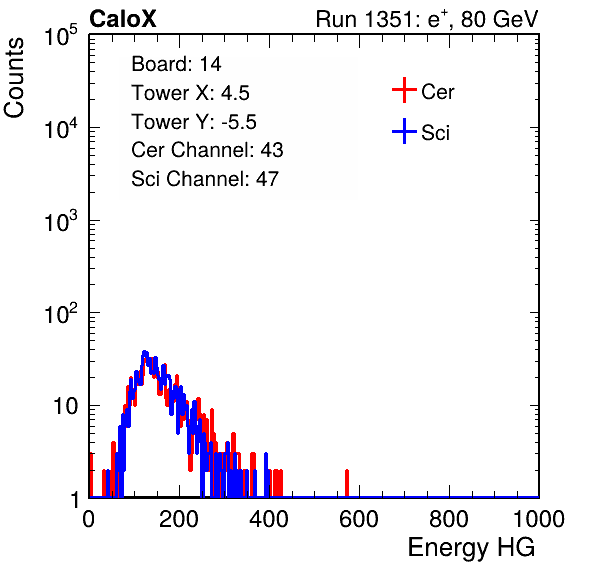 CaloX Run 1351: e⁺, 80 GeV
Counts
Board: 14
Tower X: 4.5
Tower Y: -5.5
Cer Channel: 43
Sci Channel: 47
Cer
Sci
10⁵
10⁴
10³
10²
10
1
0 200 400 600 800 1000
Energy HG